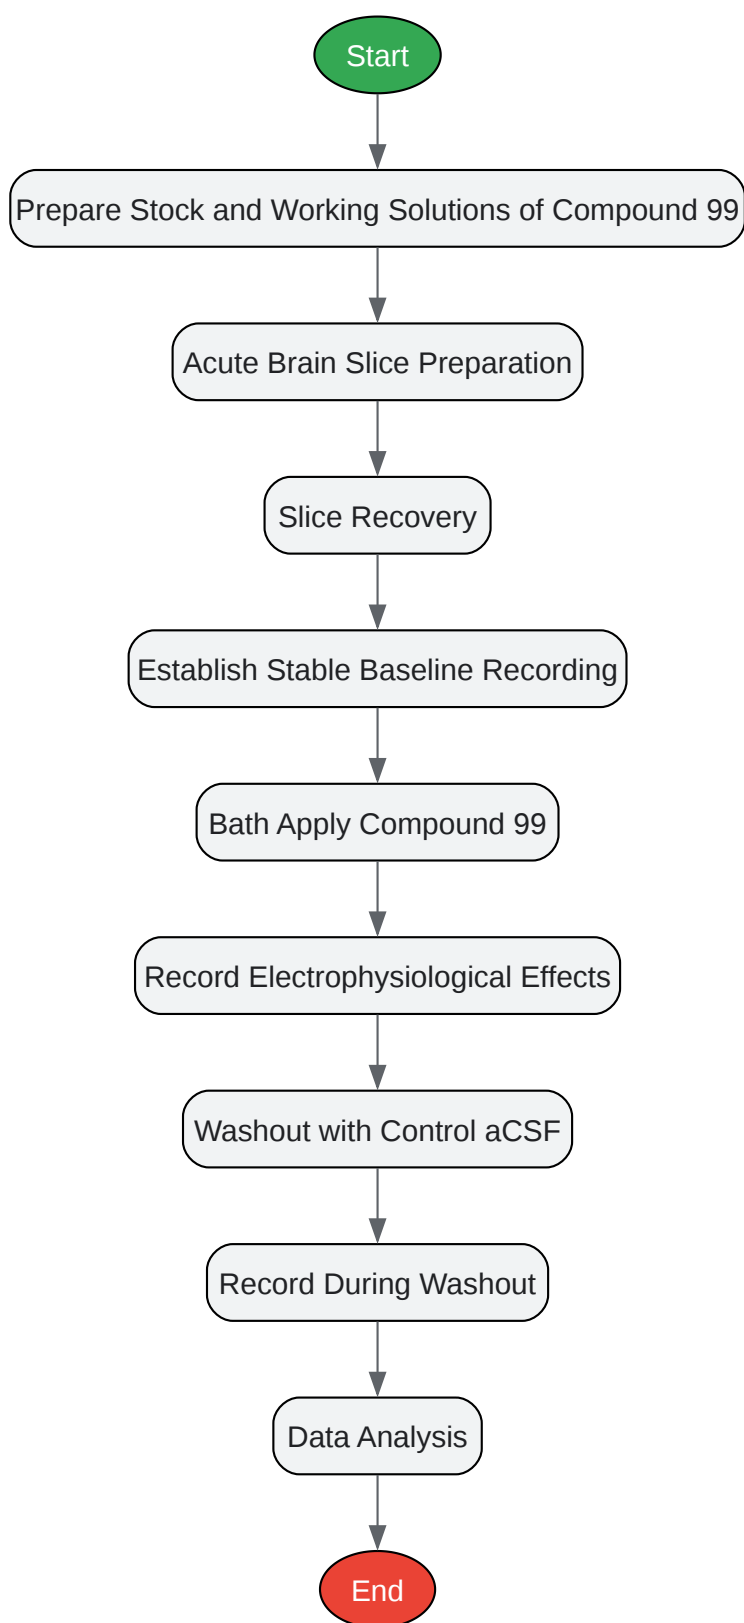 Start
Prepare Stock and Working Solutions of Compound 99
Acute Brain Slice Preparation
Slice Recovery
Establish Stable Baseline Recording
Bath Apply Compound 99
Record Electrophysiological Effects
Washout with Control aCSF
Record During Washout
Data Analysis
End